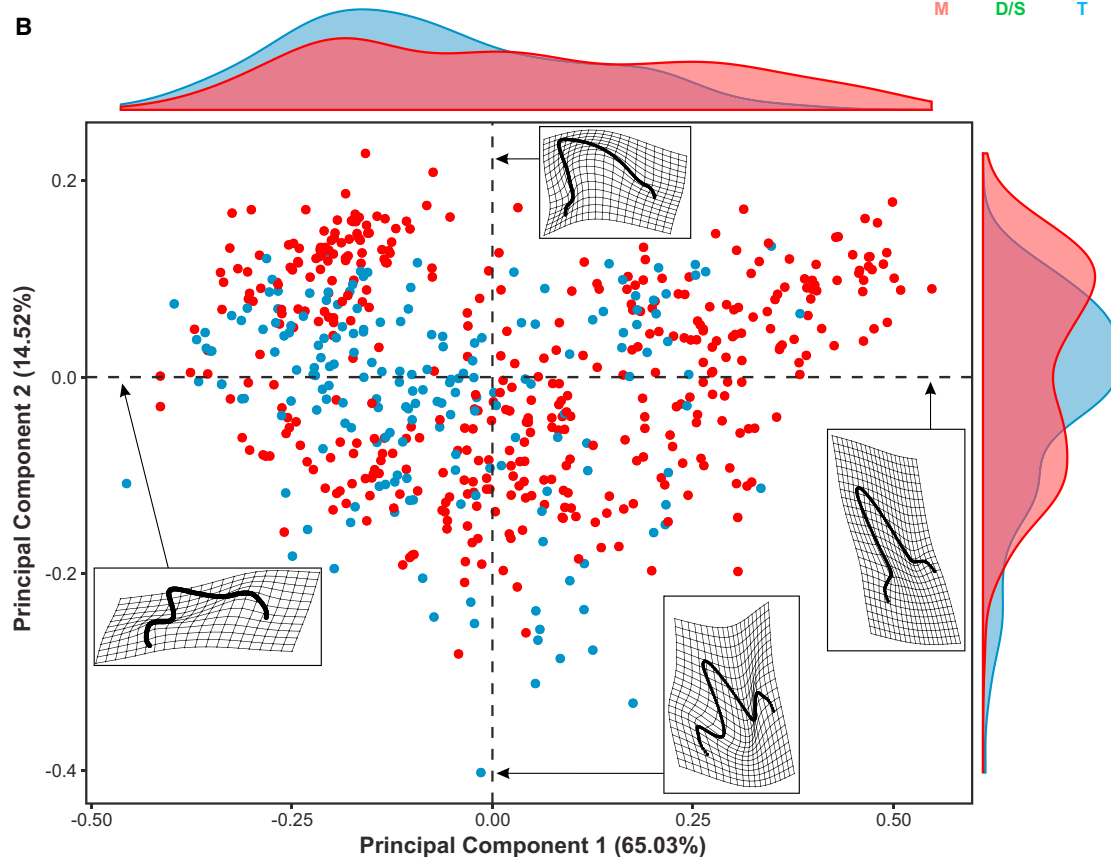 B
M D/S T
0.2
0.0
-0.2
-0.4
Principal Component 2 (14.52%)
-0.50 -0.25 0.00 0.25 0.50
Principal Component 1 (65.03%)